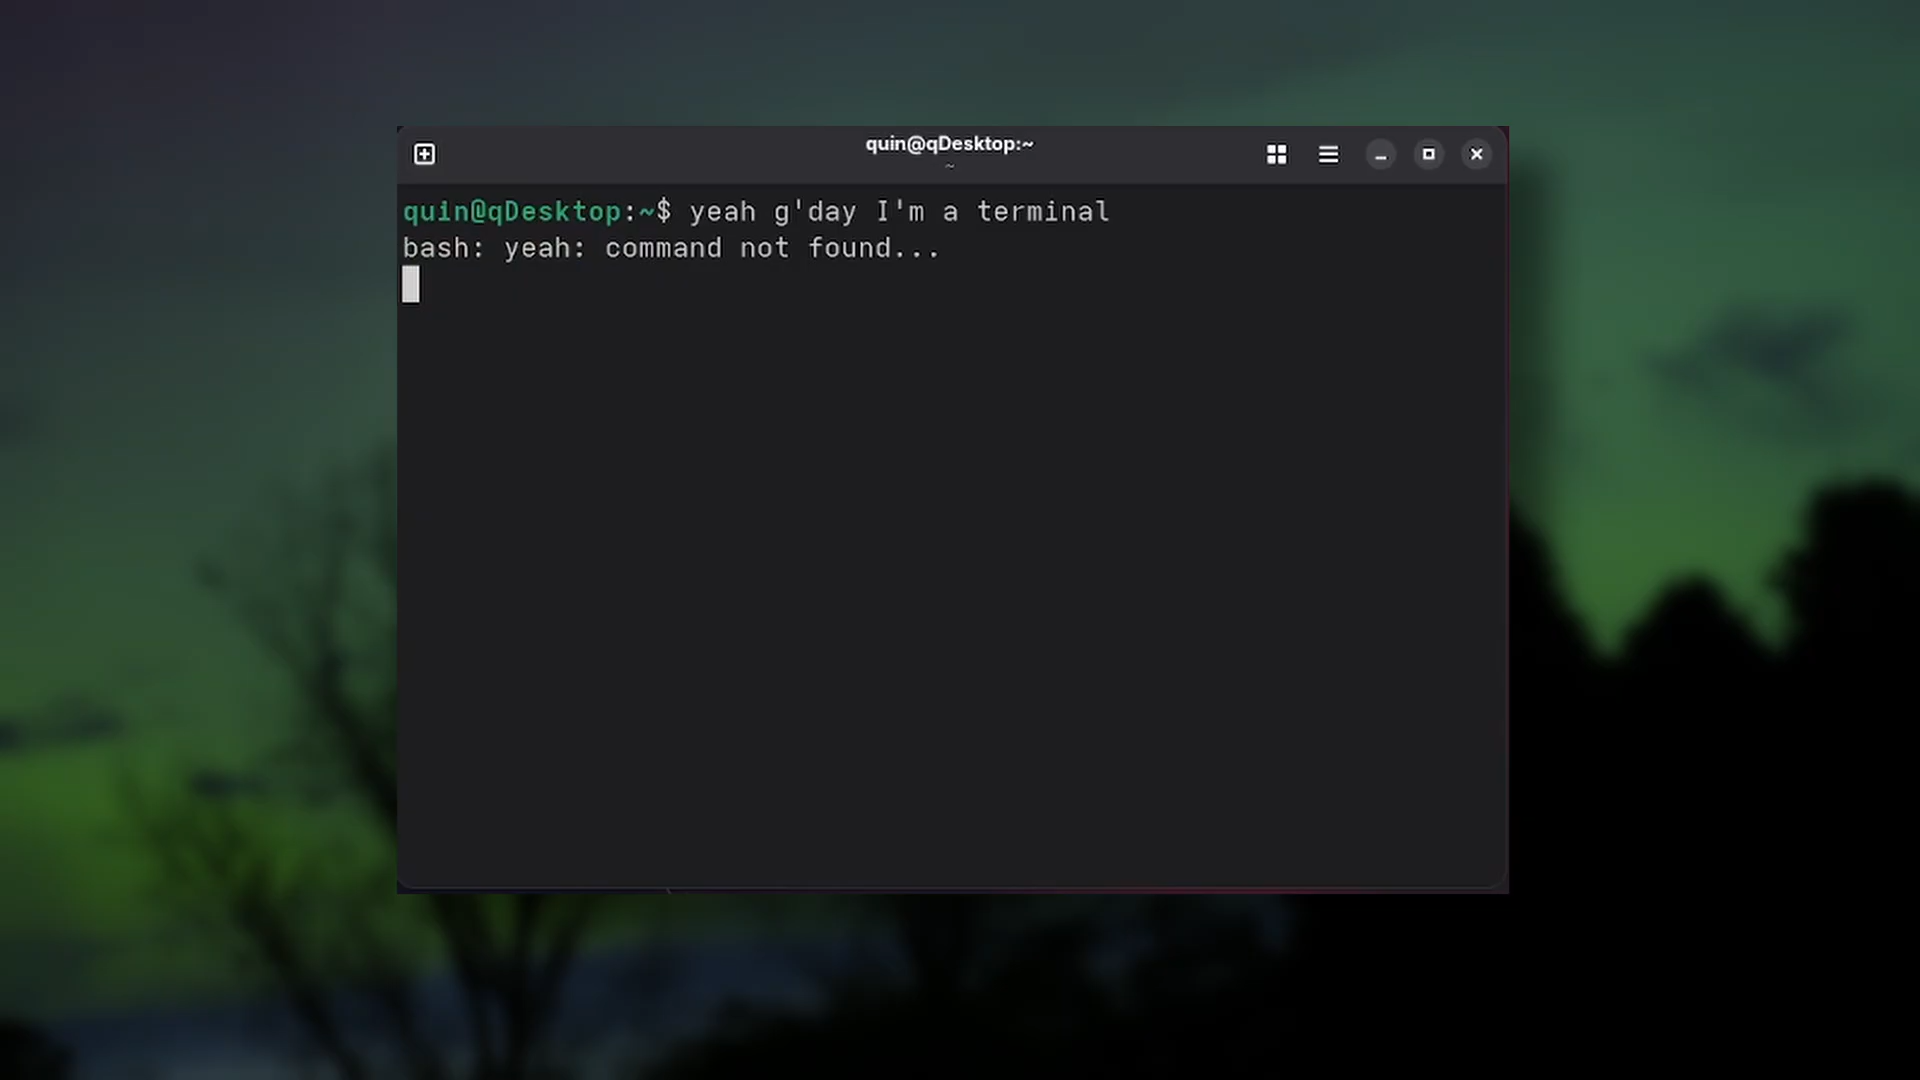 quin@qDesktop:~
~
quin@qDesktop:~$ yeah g'day I'm a terminal
bash: yeah: command not found...